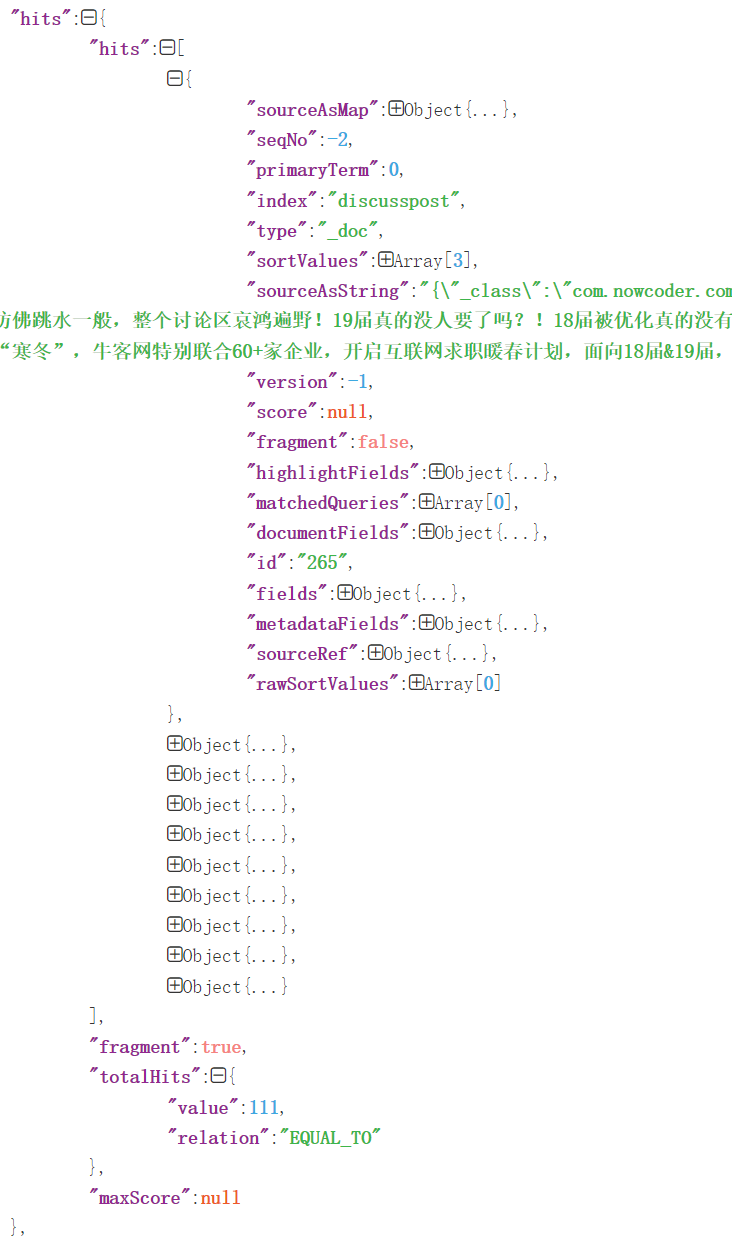 "hits":{
"hits":[
{
"sourceAsMap":Object{...},
"seqNo":-2,
"primaryTerm":0,
"index":"discusspost",
"type":"_doc",
"sortValues":Array[3],
"sourceAsString":"{\"_class\":\"com.nowcoder.com
仿佛跳水一般，整个讨论区哀鸿遍野！19届真的没人要了吗？！18届被优化真的没有
“寒冬”，牛客网特别联合60+家企业，开启互联网求职暖春计划，面向18届&19届，
"version":-1,
"score":null,
"fragment":false,
"highlightFields":Object{...},
"matchedQueries":Array[0],
"documentFields":Object{...},
"id":"265",
"fields":Object{...},
"metadataFields":Object{...},
"sourceRef":Object{...},
"rawSortValues":Array[0]
},
Object{...},
Object{...},
Object{...},
Object{...},
Object{...},
Object{...},
Object{...},
Object{...},
Object{...}
],
"fragment":true,
"totalHits":{
"value":111,
"relation":"EQUAL_TO"
},
"maxScore":null
},